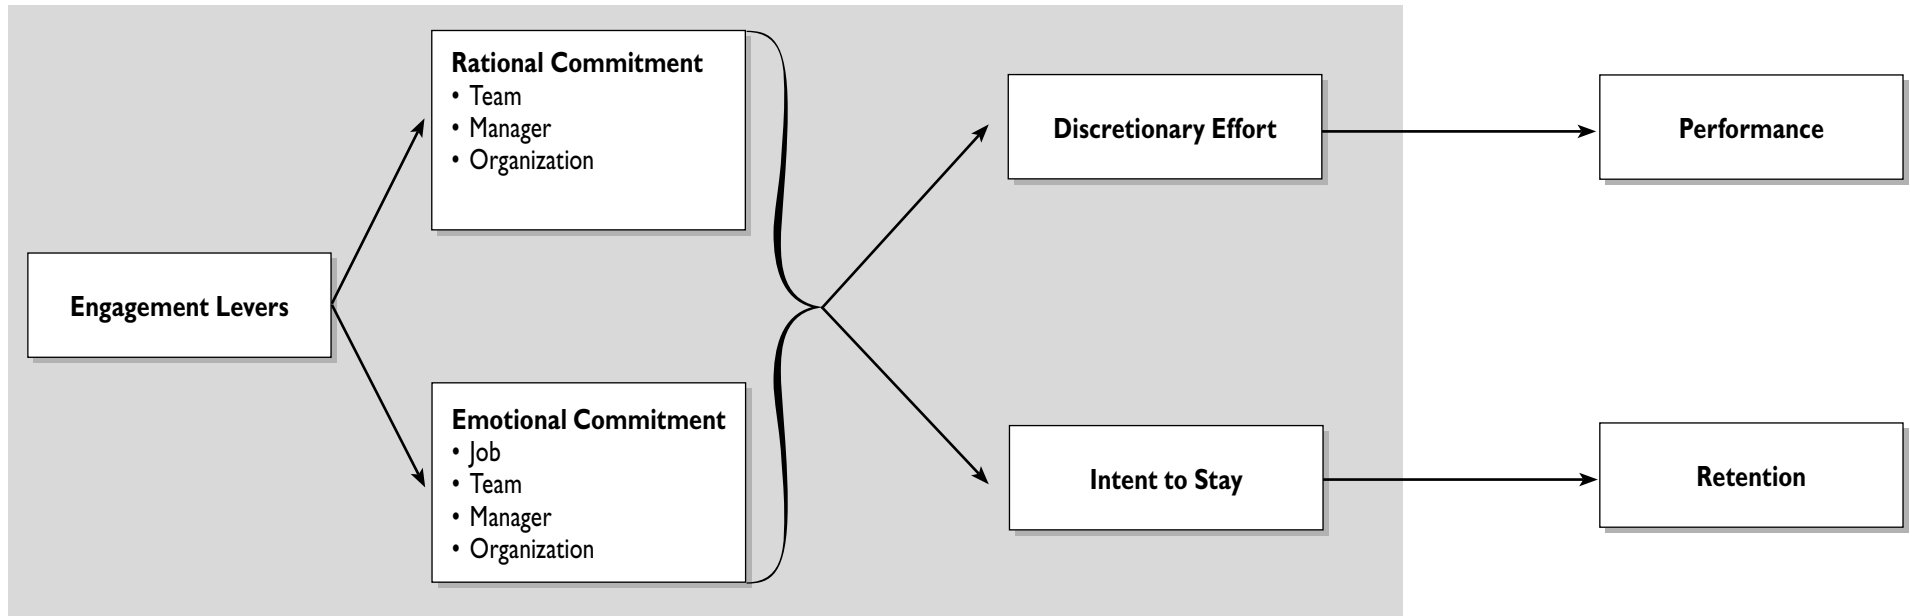 Rational Commitment
• Team
• Manager
• Organization
Engagement Levers
Emotional Commitment
• Job
• Team
• Manager
• Organization
Discretionary Effort
Intent to Stay
Performance
Retention